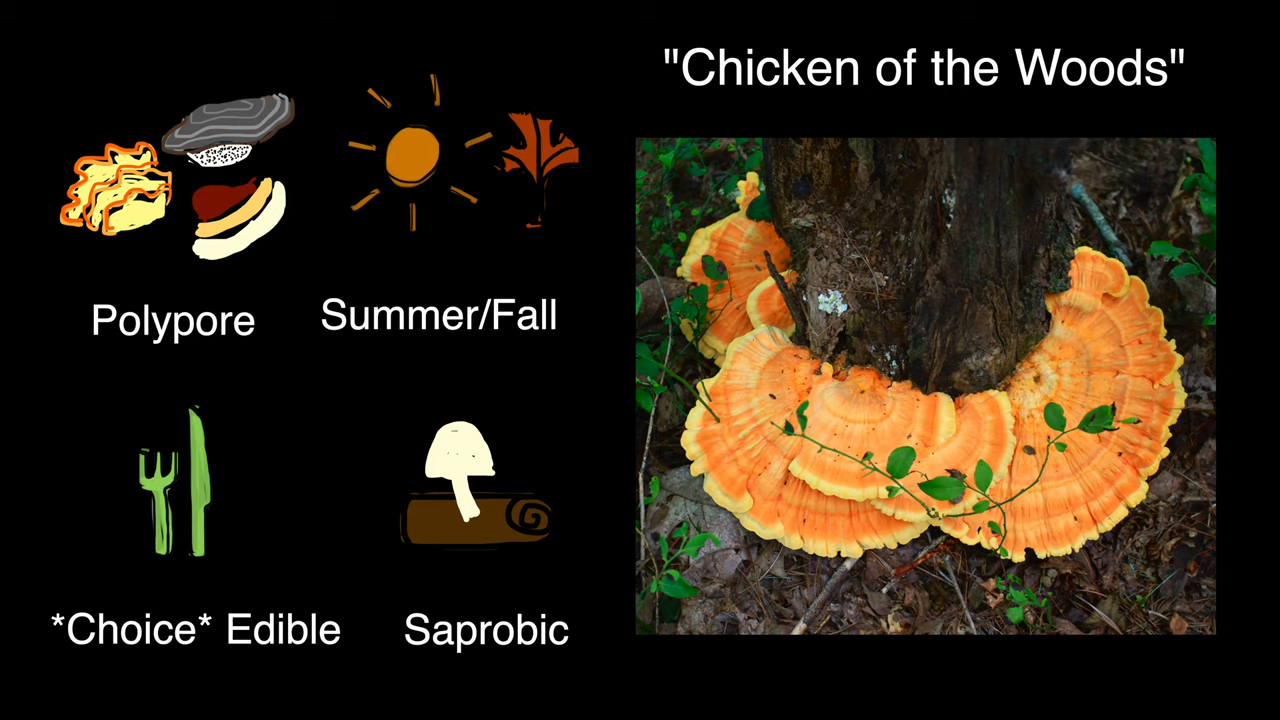 "Chicken of the Woods"
Polypore
Summer/Fall
*Choice* Edible
Saprobic